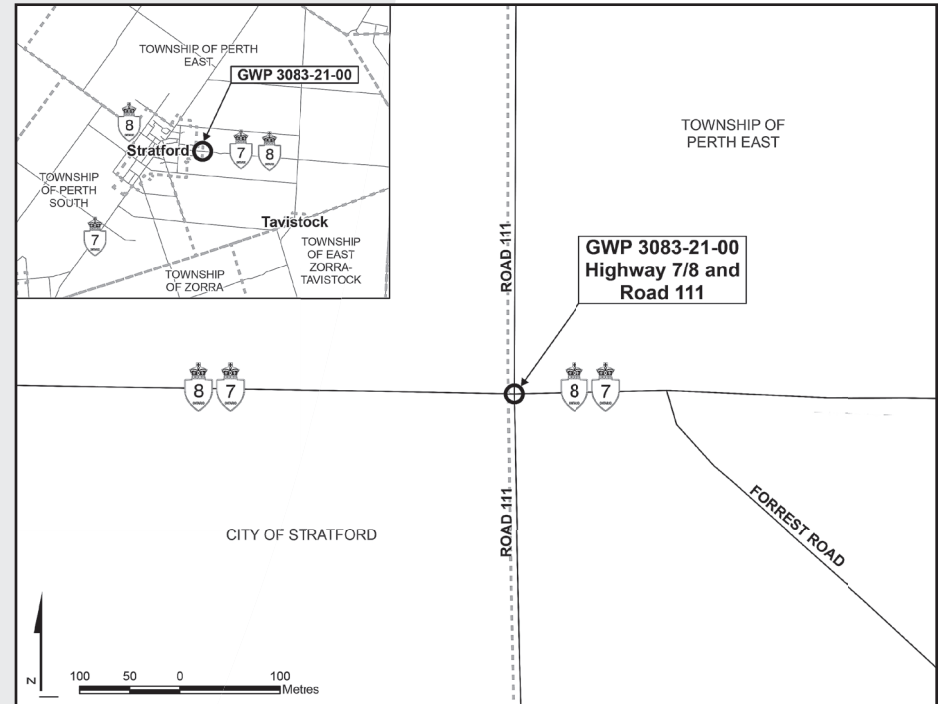 TOWNSHIP OF PERTH
EAST
GWP 3083-21-00
8
Stratford
7
8
TOWNSHIP
OF PERTH
SOUTH
7
Tavistock
TOWNSHIP
OF EAST
ZORRA-
TAVISTOCK
TOWNSHIP
OF ZORRA
TOWNSHIP OF
PERTH EAST
ROAD 111
GWP 3083-21-00
Highway 7/8 and
Road 111
8
7
8
7
ROAD 111
FORREST ROAD
CITY OF STRATFORD
N
100 50 0 100
Metres